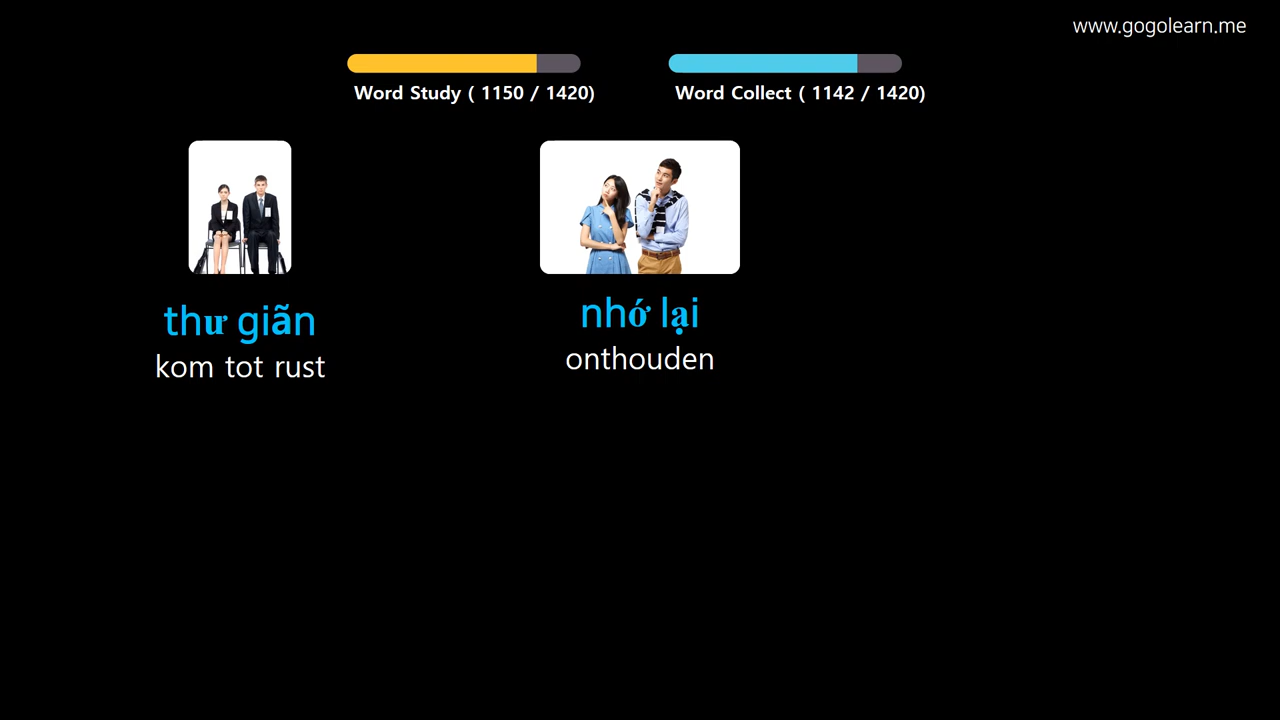 www.gogolearn.me
Word Study ( 1150 / 1420)
Word Collect ( 1142 / 1420)
thư giãn
kom tot rust
nhớ lại
onthouden